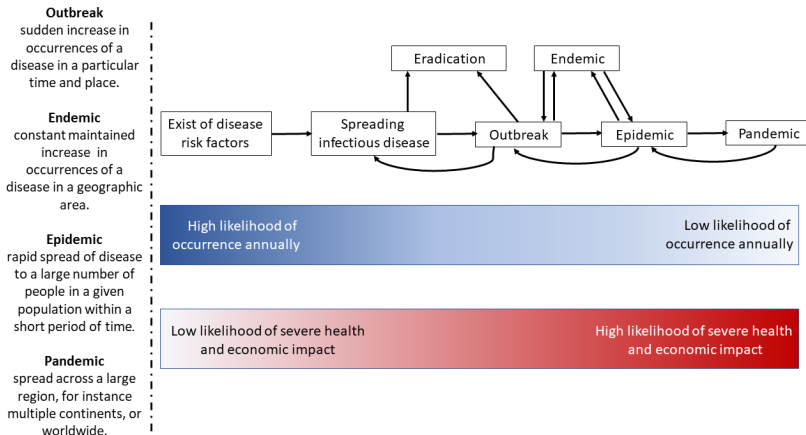 Outbreak
sudden increase in
occurrences of a
disease in a particular
time and place.
Endemic
constant maintained
increase in
occurrences of a
disease in a geographic
area.
Epidemic
rapid spread of disease
to a large number of
people in a given
population within a
short period of time.
Pandemic
spread across a large
region, for instance
multiple continents, or
worldwide.
Eradication
Endemic
Exist of disease
risk factors
Spreading
infectious disease
Outbreak
Epidemic
Pandemic
High likelihood of
occurrence annually
Low likelihood of
occurrence annually
Low likelihood of severe health
and economic impact
High likelihood of severe health
and economic impact